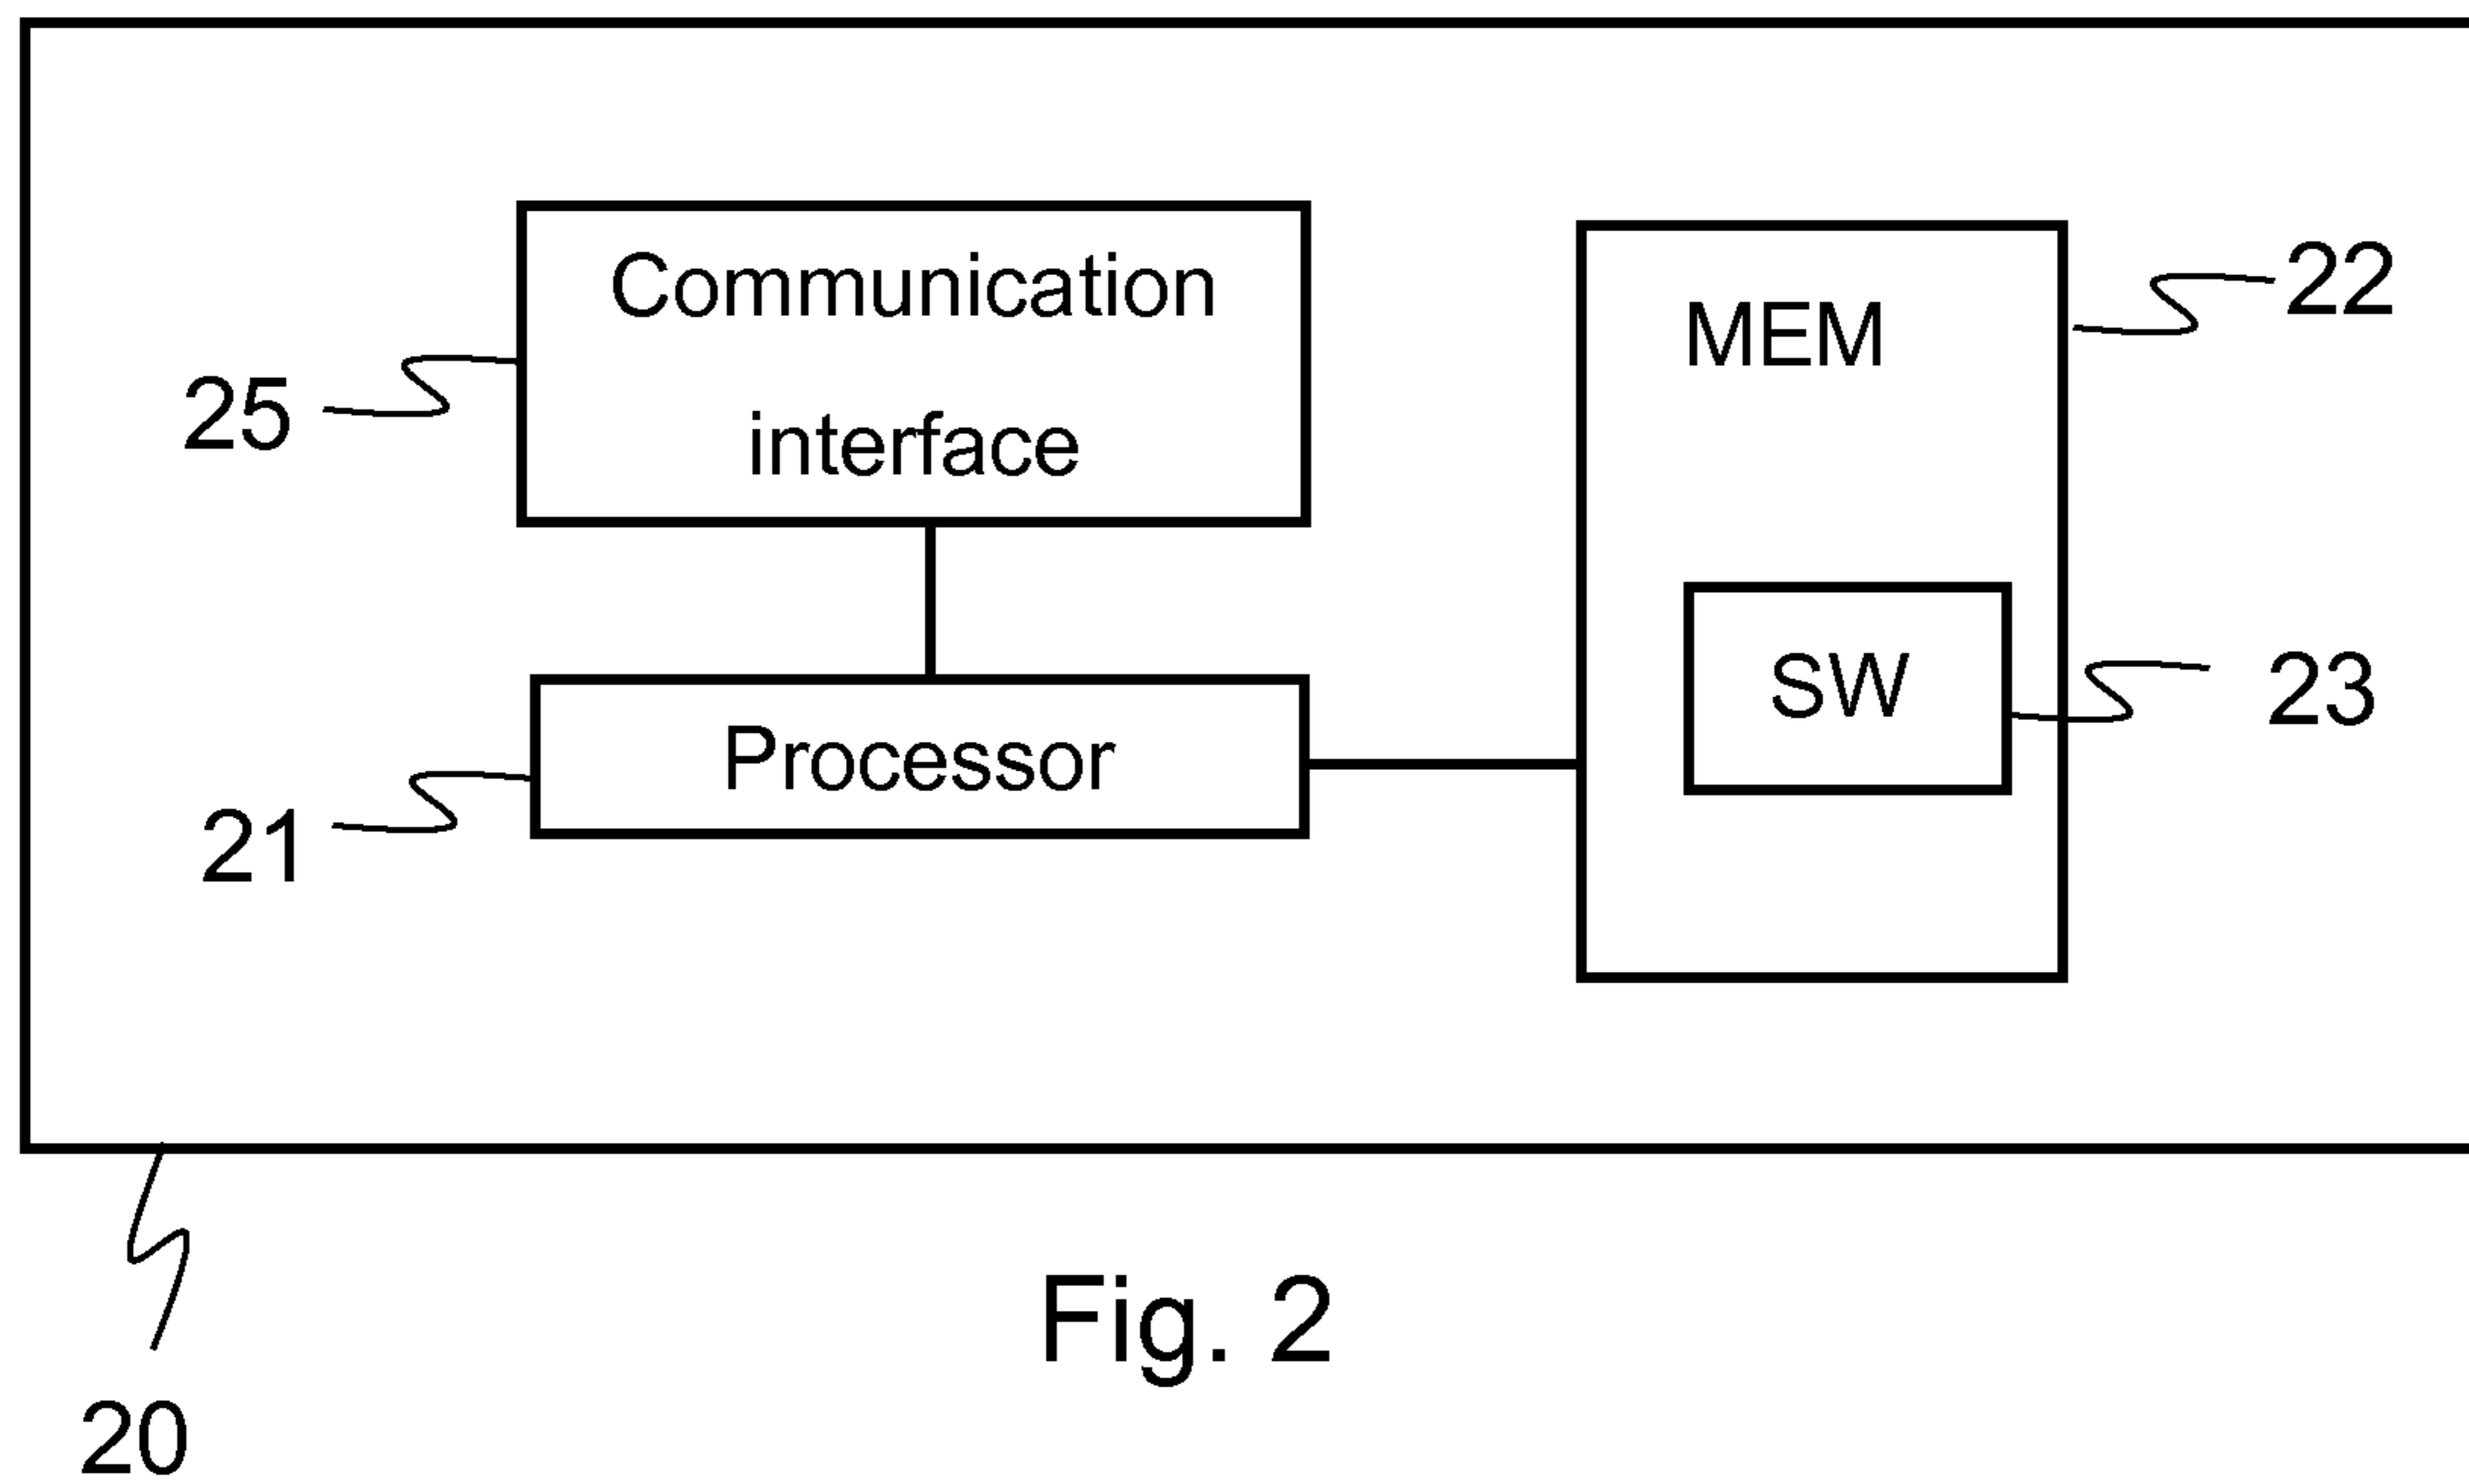 Communication
interface
25
MEM
22
SW
23
Processor
21
Fig. 2
20